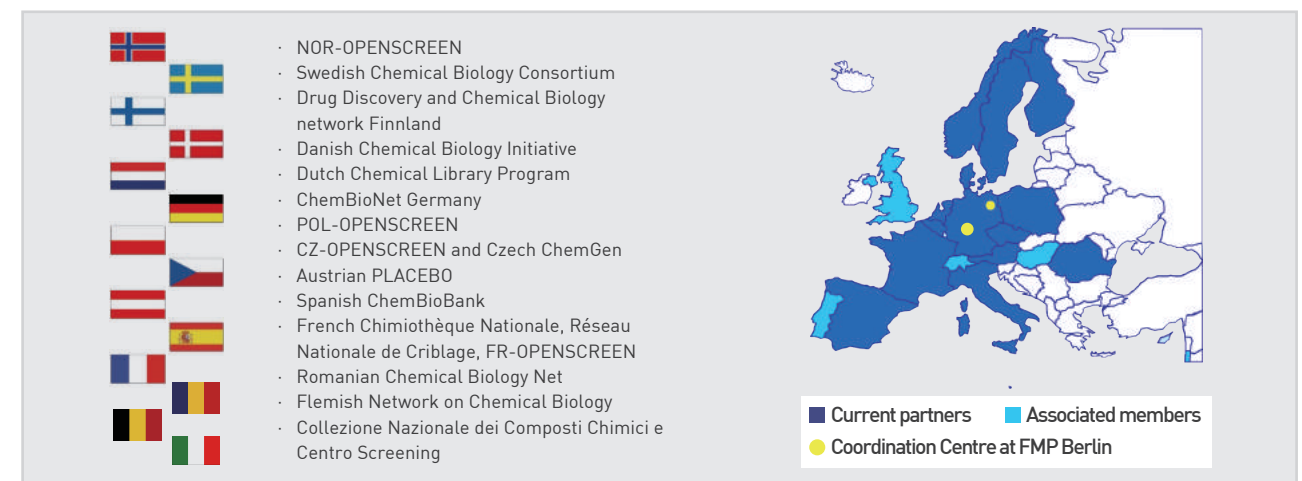 · NOR-OPENSCREEN
· Swedish Chemical Biology Consortium
· Drug Discovery and Chemical Biology
network Finnland
· Danish Chemical Biology Initiative
· Dutch Chemical Library Program
· ChemBioNet Germany
· POL-OPENSCREEN
· CZ-OPENSCREEN and Czech ChemGen
· Austrian PLACEBO
· Spanish ChemBioBank
· French Chimiothèque Nationale, Réseau
Nationale de Criblage, FR-OPENSCREEN
· Romanian Chemical Biology Net
· Flemish Network on Chemical Biology
· Collezione Nazionale dei Composti Chimici e
Centro Screening
Current partners Associated members
Coordination Centre at FMP Berlin